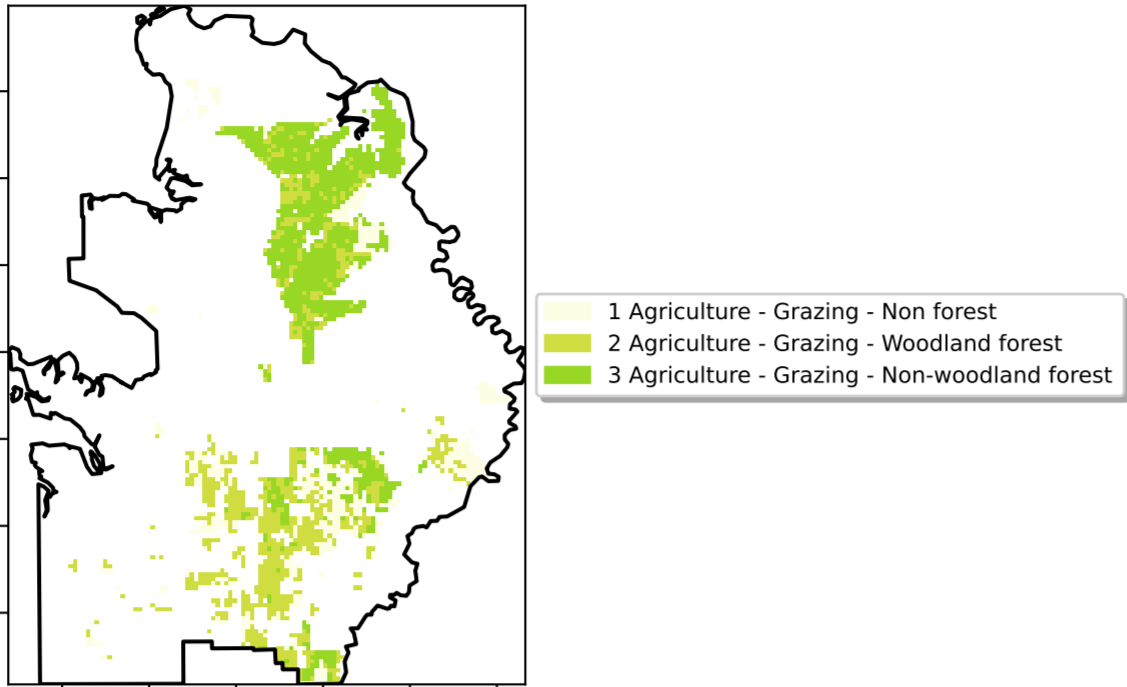 1 Agriculture - Grazing - Non forest
2 Agriculture - Grazing - Woodland forest
3 Agriculture - Grazing - Non-woodland forest